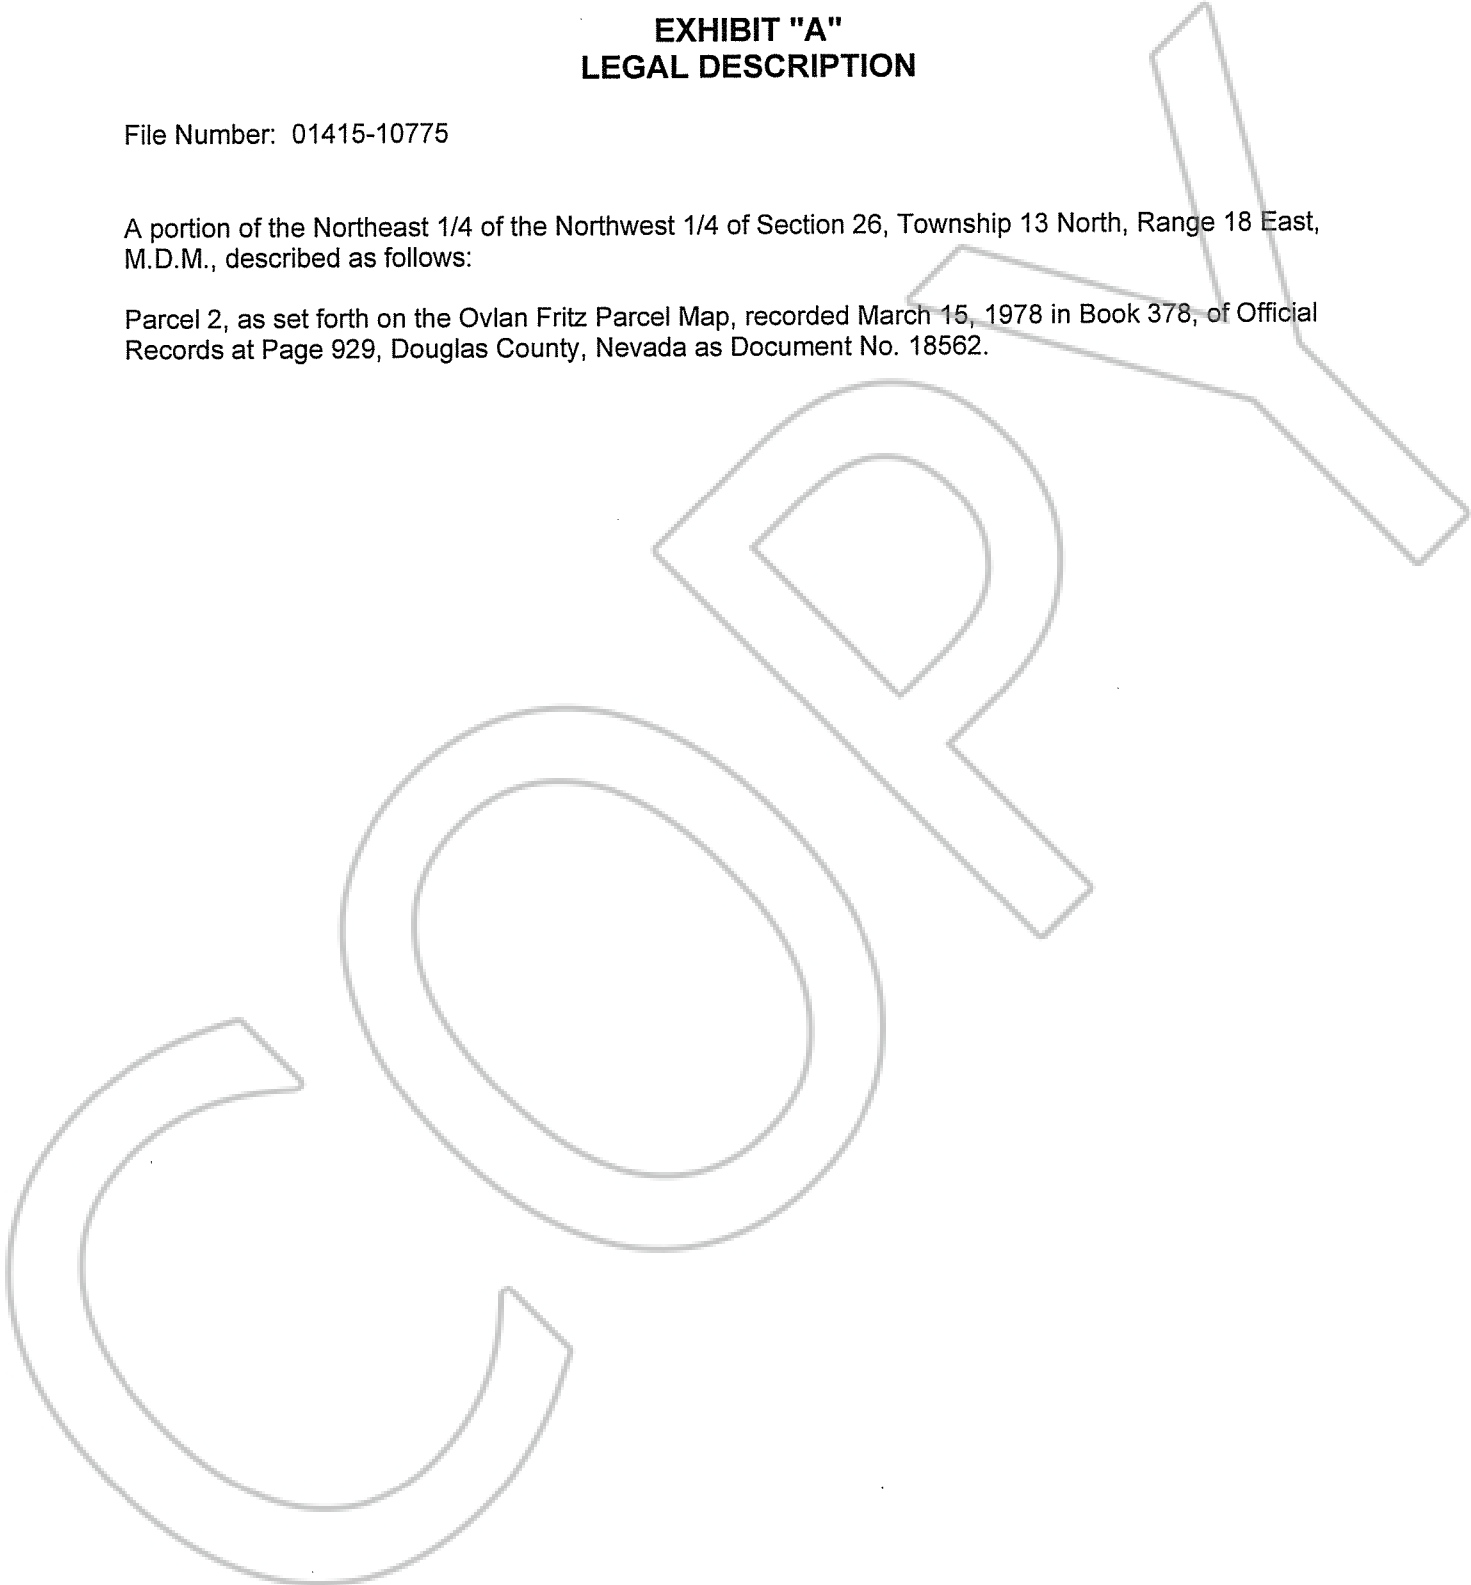 EXHIBIT "A"
LEGAL DESCRIPTION
File Number: 01415-10775
A portion of the Northeast 1/4 of the Northwest 1/4 of Section 26, Township 13 North, Range 18 East,
M.D.M., described as follows:
Parcel 2, as set forth on the Ovlan Fritz Parcel Map, recorded March 15, 1978 in Book 378, of Official
Records at Page 929, Douglas County, Nevada as Document No. 18562.
COPY